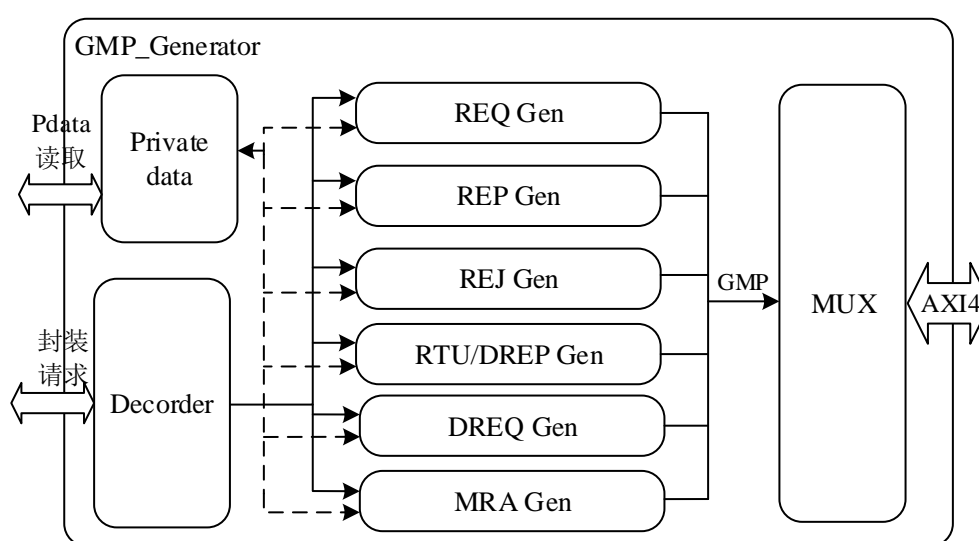 GMP_Generator
Pdata
读取
Private
data
封装
请求
Decorder
REQ Gen
REP Gen
REJ Gen
RTU/DREP Gen
DREQ Gen
MRA Gen
GMP
MUX
AXI4